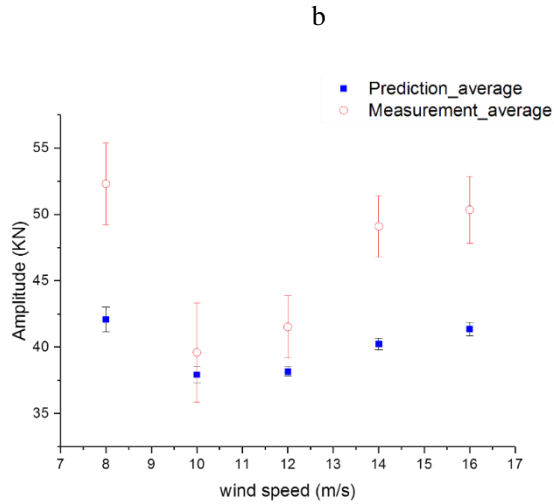 b
Prediction_average
Measurement_average
55
50
45
40
35
Amplitude (KN)
7 8 9 10 11 12 13 14 15 16 17
wind speed (m/s)